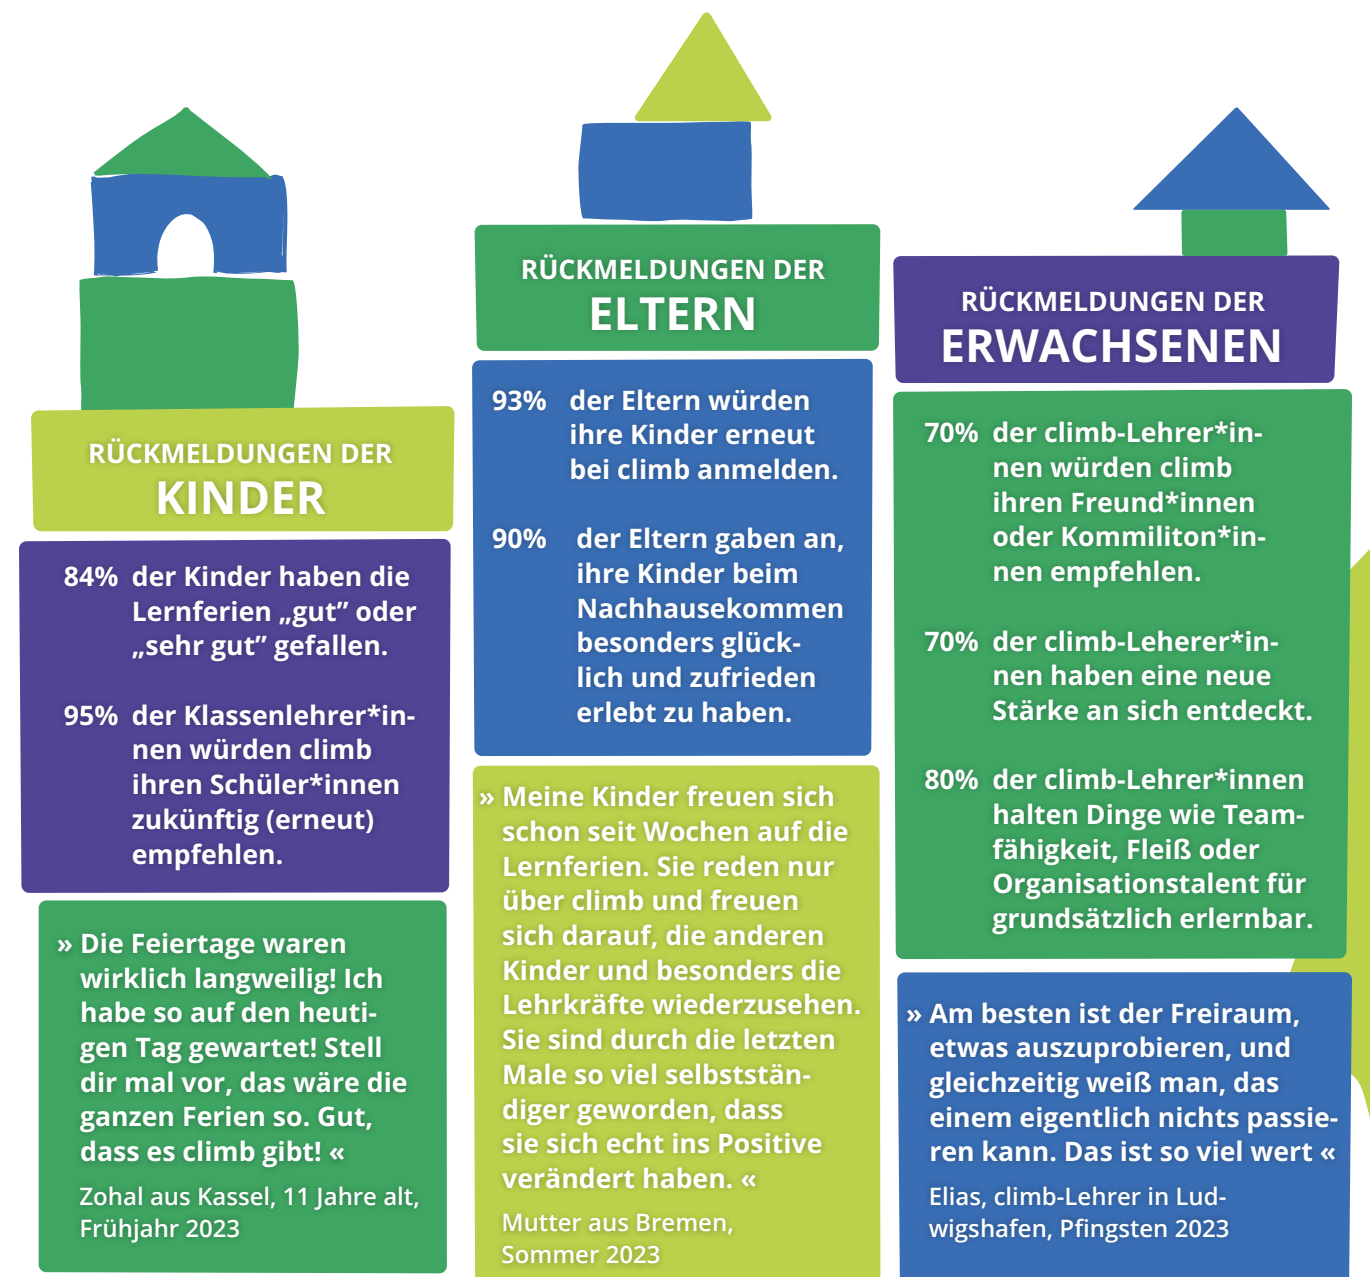 RÜCKMELDUNGEN DER
KINDER
84% der Kinder haben die
Lernferien „gut” oder
„sehr gut” gefallen.
95% der Klassenlehrer*in-
nen würden climb
ihren Schüler*innen
zukünftig (erneut)
empfehlen.
» Die Feiertage waren
wirklich langweilig! Ich
habe so auf den heuti-
gen Tag gewartet! Stell
dir mal vor, das wäre die
ganzen Ferien so. Gut,
dass es climb gibt! «
Zohal aus Kassel, 11 Jahre alt,
Frühjahr 2023
RÜCKMELDUNGEN DER
ELTERN
93% der Eltern würden
ihre Kinder erneut
bei climb anmelden.
90% der Eltern gaben an,
ihre Kinder beim
Nachhausekommen
besonders glück-
lich und zufrieden
erlebt zu haben.
» Meine Kinder freuen sich
schon seit Wochen auf die
Lernferien. Sie reden nur
über climb und freuen
sich darauf, die anderen
Kinder und besonders die
Lehrkräfte wiederzusehen.
Sie sind durch die letzten
Male so viel selbststän-
diger geworden, dass
sie sich echt ins Positive
verändert haben. «
Mutter aus Bremen,
Sommer 2023
RÜCKMELDUNGEN DER
ERWACHSENEN
70% der climb-Lehrer*in-
nen würden climb
ihren Freund*innen
oder Kommiliton*in-
nen empfehlen.
70% der climb-Leherer*in-
nen haben eine neue
Stärke an sich entdeckt.
80% der climb-Lehrer*innen
halten Dinge wie Team-
fähigkeit, Fleiß oder
Organisationstalent für
grundsätzlich erlernbar.
» Am besten ist der Freiraum,
etwas auszuprobieren, und
gleichzeitig weiß man, das
einem eigentlich nichts passie-
ren kann. Das ist so viel wert «
Elias, climb-Lehrer in Lud-
wigshafen, Pfingsten 2023